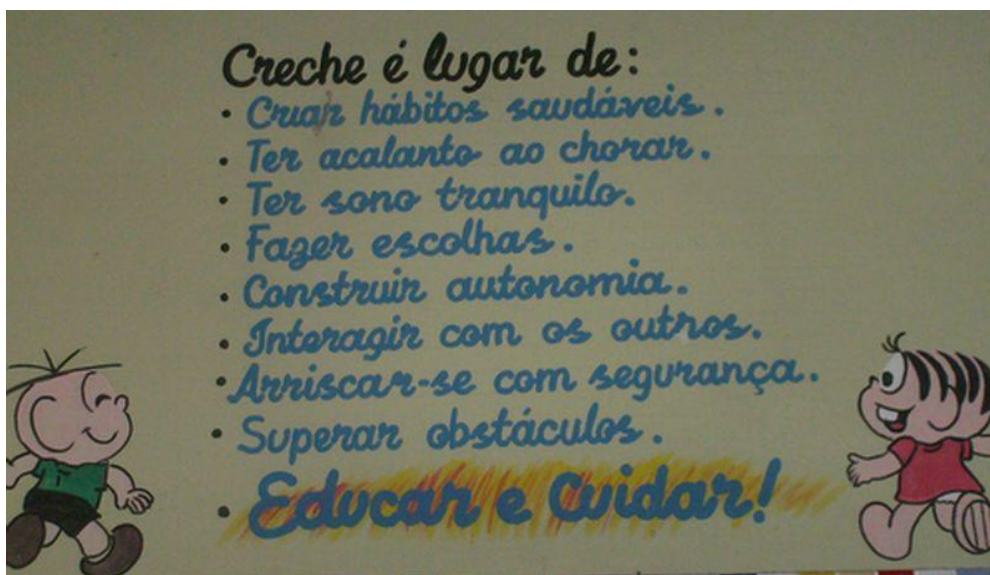 Creche é lugar de:
• Criar hábitos saudáveis.
• Ter acalanto ao chorar.
• Ter sono tranquilo.
• Fazer escolhas.
• Construir autonomia.
• Interagir com os outros.
• Arriscar-se com segurança.
• Superar obstáculos.
• Educar e Cuidar!